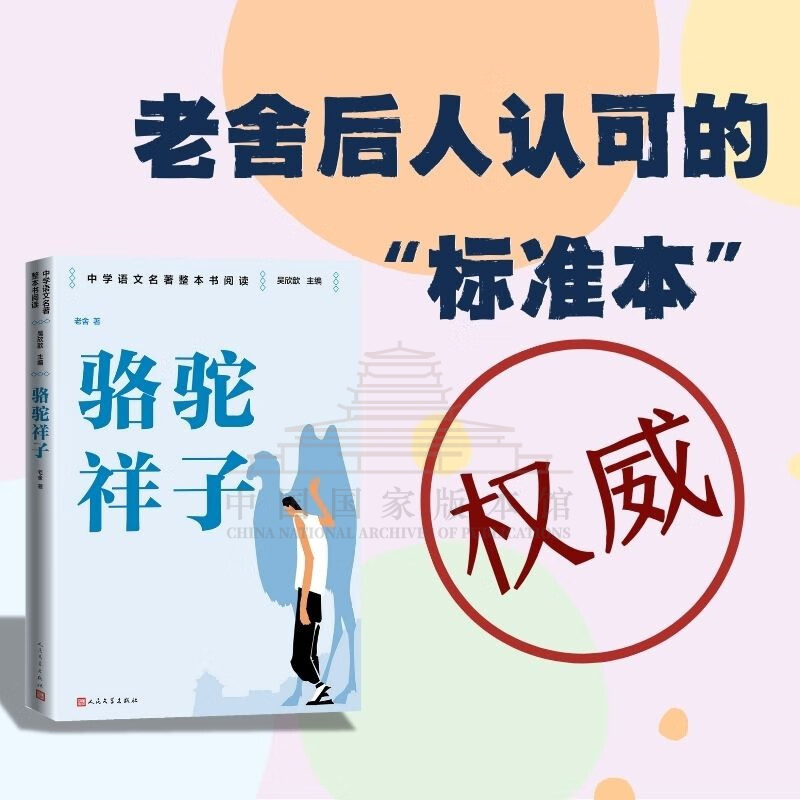 老舍后人认可的
“标准本”
权威
中学语文名著整本书阅读 吴欣歆 主编
老舍 著
骆驼
祥子
人民文学出版社
中学语文名著
整本书阅读
吴欣歆 主编
骆驼祥子
老舍 著
中国国家版本馆
CHINA NATIONAL ARCHIVES OF PUBLICATIONS